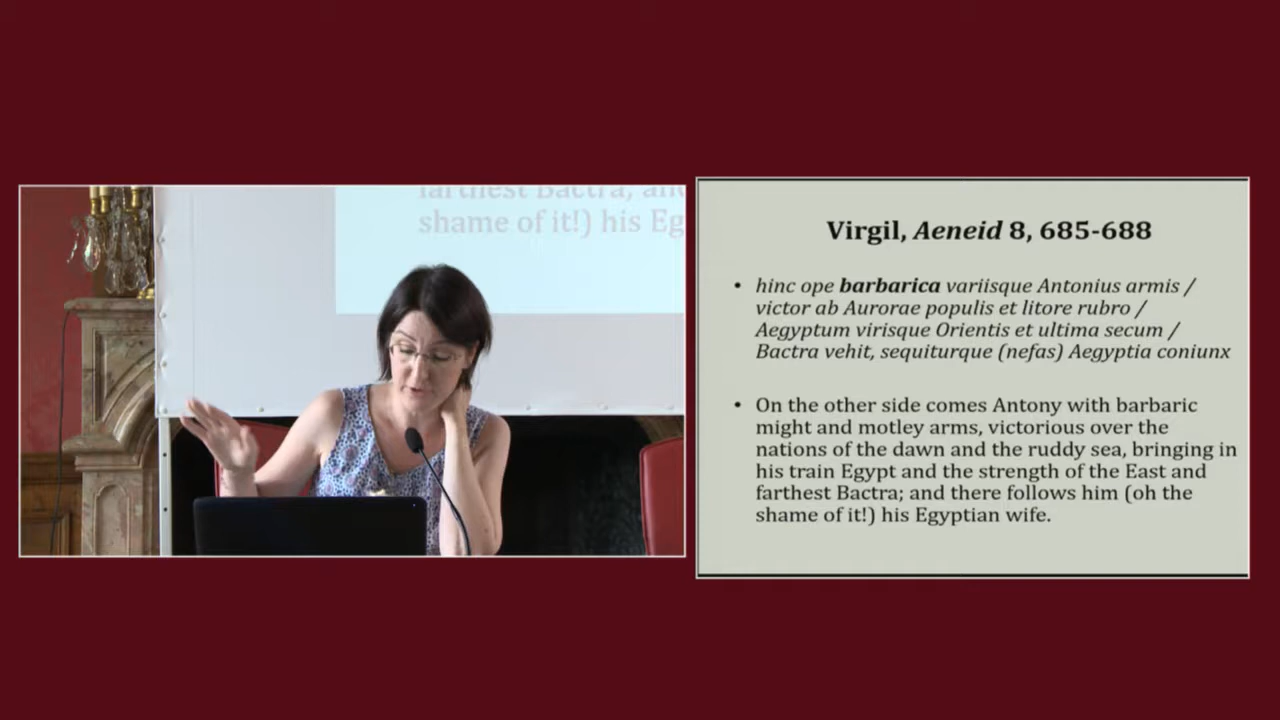 farthest Bactra; and
shame of it!) his Eg
Virgil, Aeneid 8, 685-688
• hinc ope barbarica variisque Antonius armis /
victor ab Aurorae populis et litore rubro /
Aegyptum virisque Orientis et ultima secum /
Bactra vehit, sequiturque (nefas) Aegyptia coniunx
• On the other side comes Antony with barbaric
might and motley arms, victorious over the
nations of the dawn and the ruddy sea, bringing in
his train Egypt and the strength of the East and
farthest Bactra; and there follows him (oh the
shame of it!) his Egyptian wife.